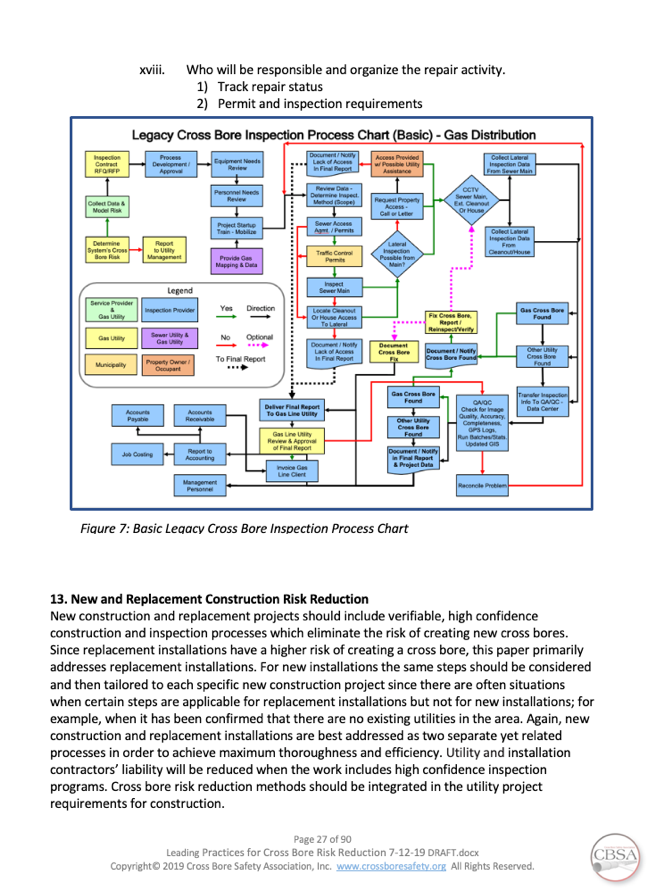 xviii. Who will be responsible and organize the repair activity.
1) Track repair status
2) Permit and inspection requirements
Legacy Cross Bore Inspection Process Chart (Basic) - Gas Distribution
Inspection
Contract
RFQ/RFP
Process
Development /
Approval
Equipment Needs
Review
Document / Notify
Lack of Access
In Final Report
Access Provided
w/ Possible Utility
Assistance
Collect Lateral
Inspection Data
From Sewer Main
Personnel Needs
Review
Review Data -
Determine Inspect.
Method (Scope)
Request Property
Access -
Call or Letter
CCTV
Sewer Main,
Ext. Cleanout
Or House
Collect Data &
Model Risk
Project Startup
Train - Mobilize
Sewer Access
Agmt. / Permits
Collect Lateral
Inspection Data
From
Cleanout/House
Determine
System's Cross
Bore Risk
Report
to Utility
Management
Provide Gas
Mapping & Data
Traffic Control
Permits
Lateral
Inspection
Possible from
Main?
Inspect
Sewer Main
Legend
Service Provider
&
Gas Utility
Inspection Provider
Yes
Direction
Gas Utility
Sewer Utility &
Gas Utility
No
Optional
To Final Report
Municipality
Property Owner /
Occupant
Locate Cleanout
Or House Access
To Lateral
Fix Cross Bore,
Report /
Reinspect/Verify
Gas Cross Bore
Found
Document / Notify
Lack of Access
In Final Report
Document
Cross Bore
Fix
Document / Notify
Cross Bore Found
Other Utility
Cross Bore
Found
Accounts
Payable
Accounts
Receivable
Deliver Final Report
To Gas Line Utility
Gas Cross Bore
Found
QA/QC
Check for Image
Quality, Accuracy,
Completeness,
GPS Logs,
Run Batches/Stats.
Updated GIS
Transfer Inspection
Info To QA/QC -
Data Center
Other Utility
Cross Bore
Found
Job Costing
Report to
Accounting
Gas Line Utility
Review & Approval
of Final Report
Document / Notify
in Final Report
& Project Data
Invoice Gas
Line Client
Management
Personnel
Reconcile Problem
Figure 7: Basic Legacy Cross Bore Inspection Process Chart
13. New and Replacement Construction Risk Reduction
New construction and replacement projects should include verifiable, high confidence
construction and inspection processes which eliminate the risk of creating new cross bores.
Since replacement installations have a higher risk of creating a cross bore, this paper primarily
addresses replacement installations. For new installations the same steps should be considered
and then tailored to each specific new construction project since there are often situations
when certain steps are applicable for replacement installations but not for new installations; for
example, when it has been confirmed that there are no existing utilities in the area. Again, new
construction and replacement installations are best addressed as two separate yet related
processes in order to achieve maximum thoroughness and efficiency. Utility and installation
contractors' liability will be reduced when the work includes high confidence inspection
programs. Cross bore risk reduction methods should be integrated in the utility project
requirements for construction.
Page 27 of 90
Leading Practices for Cross Bore Risk Reduction 7-12-19 DRAFT.docx
Copyright© 2019 Cross Bore Safety Association, Inc. www.crossboresafety.org All Rights Reserved.
CBSA